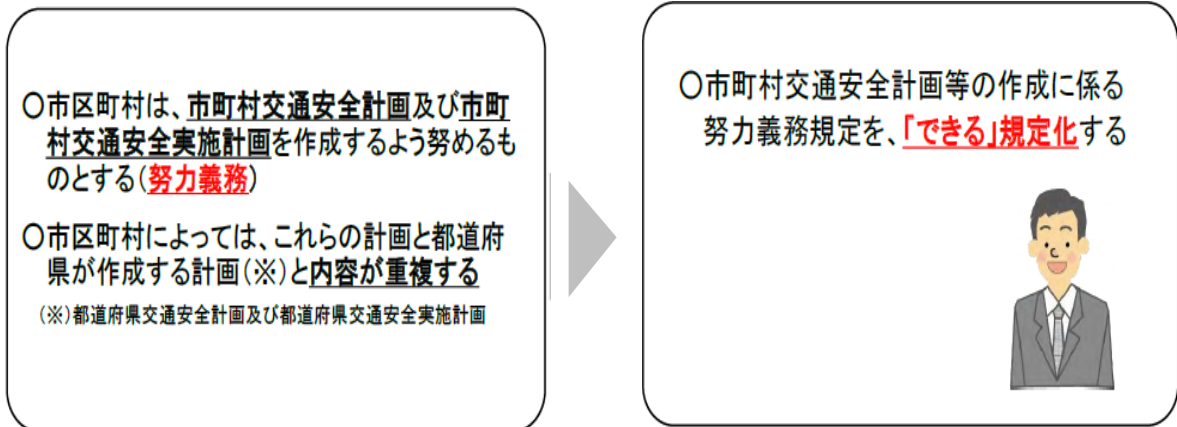 〇市区町村は、市町村交通安全計画及び市町
村交通安全実施計画を作成するよう努めるも
のとする(努力義務)
〇市区町村によっては、これらの計画と都道府
県が作成する計画(※)と内容が重複する
(※)都道府県交通安全計画及び都道府県交通安全実施計画
〇市町村交通安全計画等の作成に係る
努力義務規定を、「できる」規定化する